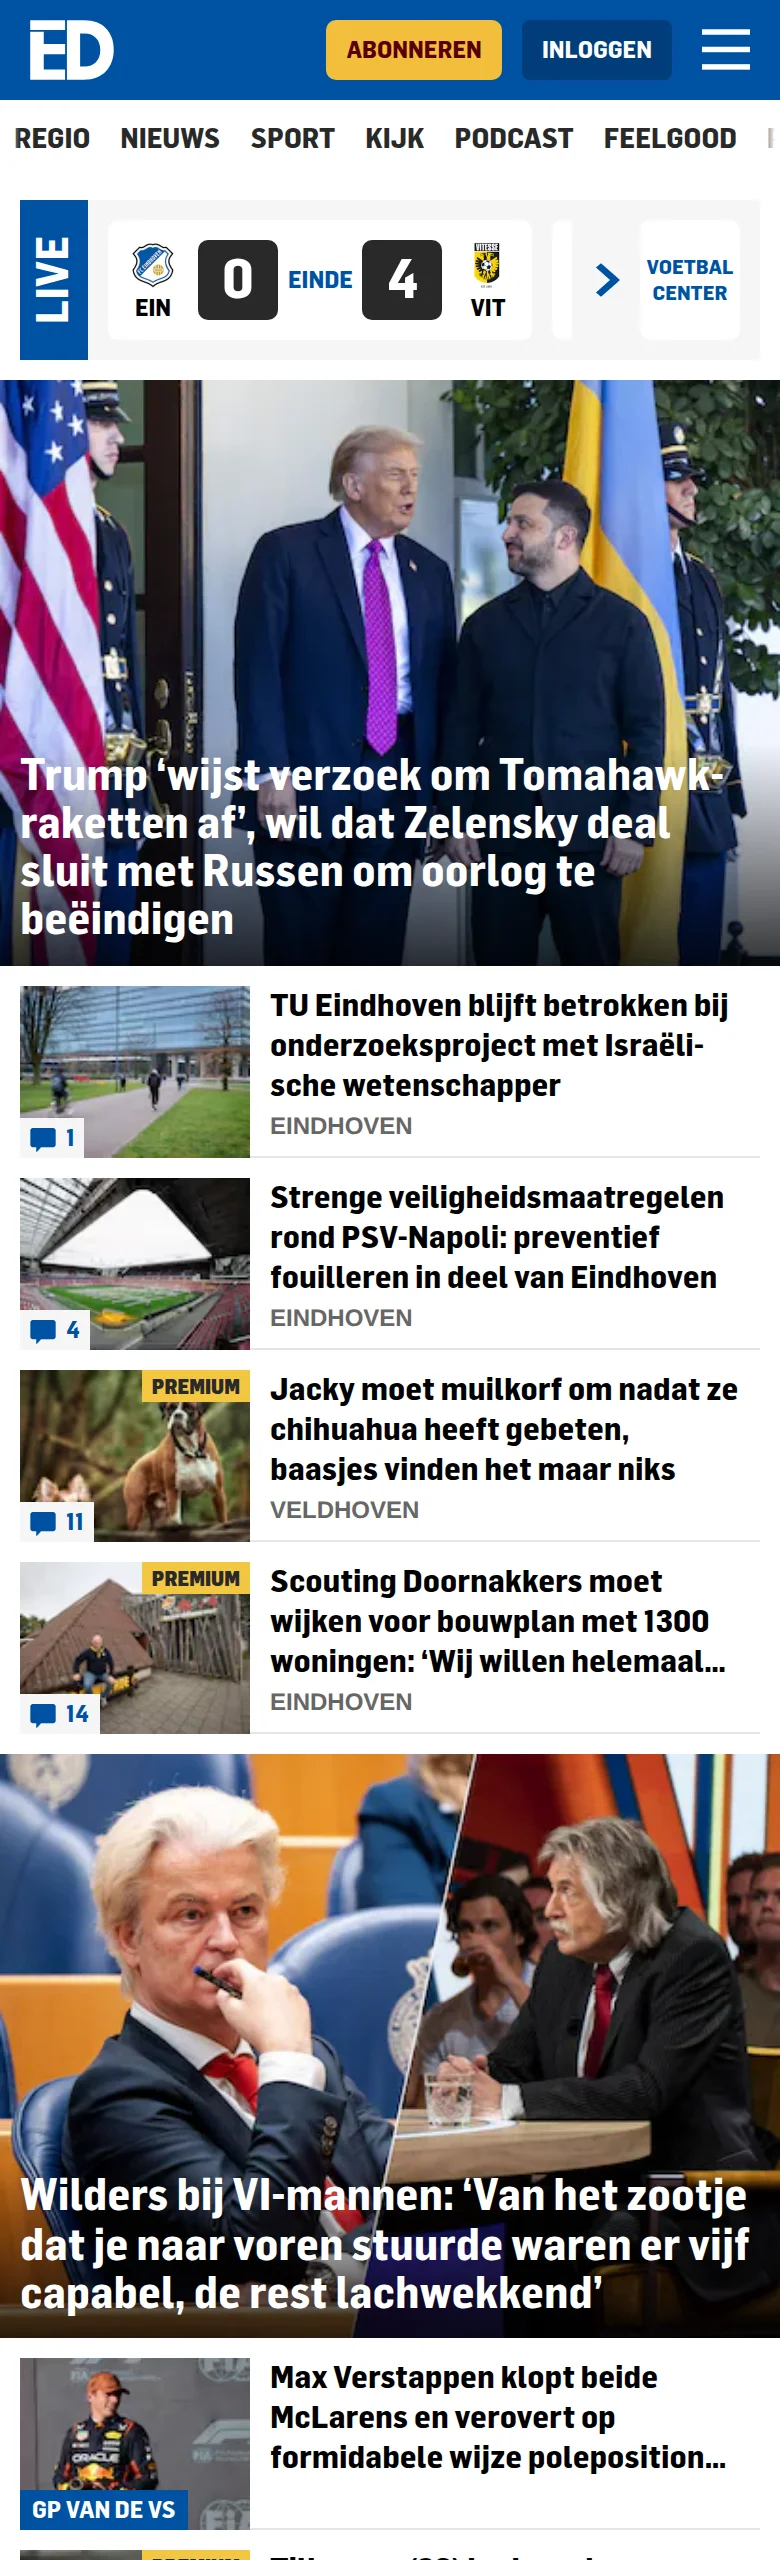 ED
ABONNEREN
INLOGGEN
REGIO NIEUWS SPORT KIJK PODCAST FEELGOOD
LIVE
EIN
0
EINDE
4
VITESSE
VIT
VOETBAL
CENTER
Trump ‘wijst verzoek om Tomahawk-
raketten af’, wil dat Zelensky deal
sluit met Russen om oorlog te
beëindigen
TU Eindhoven blijft betrokken bij
onderzoeksproject met Israëli-
sche wetenschapper
EINDHOVEN
1
Strenge veiligheidsmaatregelen
rond PSV-Napoli: preventief
fouilleren in deel van Eindhoven
EINDHOVEN
4
PREMIUM
Jacky moet muilkorf om nadat ze
chihuahua heeft gebeten,
baasjes vinden het maar niks
VELDHOVEN
11
PREMIUM
Scouting Doornakkers moet
wijken voor bouwplan met 1300
woningen: ‘Wij willen helemaal...
EINDHOVEN
14
Wilders bij VI-mannen: ‘Van het zootje
dat je naar voren stuurde waren er vijf
capabel, de rest lachwekkend’
Max Verstappen klopt beide
McLarens en verovert op
formidabele wijze poleposition...
ORACLE
FIA
GP VAN DE VS
PREMIUM